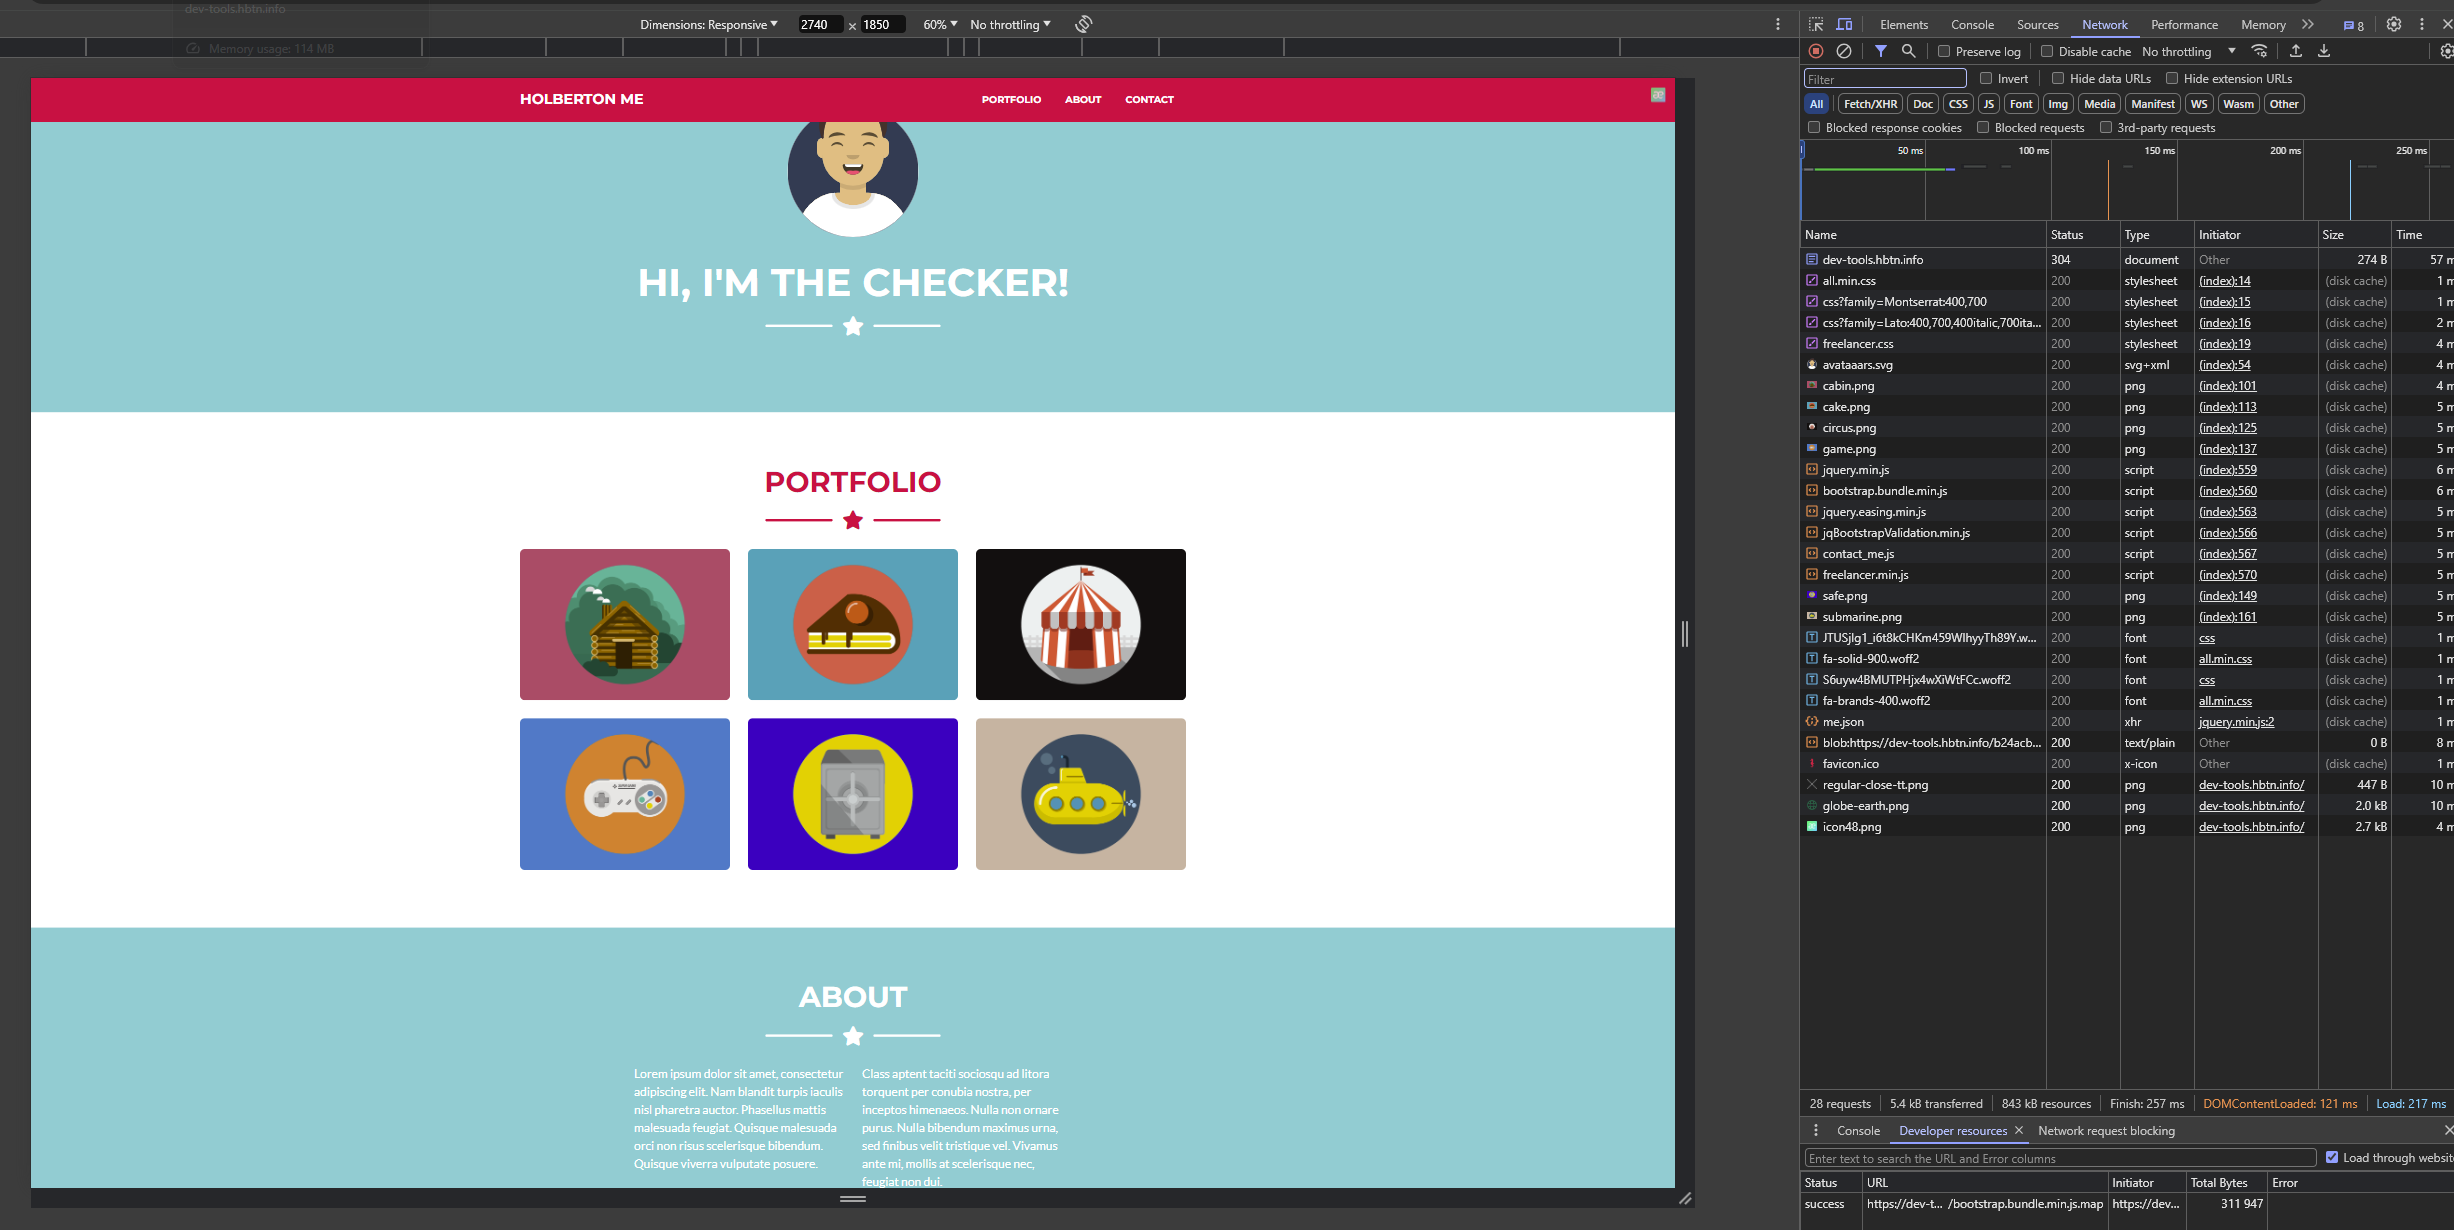 dev-tools.hbtn.info
Memory usage: 114 MB
Dimensions: Responsive 2740 × 1850 60% No throttling
HOLBERTON ME PORTFOLIO ABOUT CONTACT
HI, I'M THE CHECKER!
PORTFOLIO
ABOUT
Lorem ipsum dolor sit amet, consectetur
adipiscing elit. Nam blandit turpis iaculis
nisl pharetra auctor. Phasellus mattis
malesuada feugiat. Quisque malesuada
orci non risus scelerisque bibendum.
Quisque viverra vulputate posuere.
Class aptent taciti sociosqu ad litora
torquent per conubia nostra, per
inceptos himenaeos. Nulla non ornare
purus. Nulla bibendum maximus urna,
sed finibus velit tristique vel. Vivamus
ante mi, mollis at scelerisque nec,
feugiat non dui.
Elements Console Sources Network Performance Memory 8
Preserve log Disable cache No throttling
Filter Invert Hide data URLs Hide extension URLs
All Fetch/XHR Doc CSS JS Font Img Media Manifest WS Wasm Other
Blocked response cookies Blocked requests 3rd-party requests
50 ms 100 ms 150 ms 200 ms 250 ms
Name Status Type Initiator Size Time
dev-tools.hbtn.info 304 document Other 274 B 57 m
all.min.css 200 stylesheet (index):14 (disk cache) 1 m
css?family=Montserrat:400,700 200 stylesheet (index):15 (disk cache) 1 m
css?family=Lato:400,700,400italic,700ita... 200 stylesheet (index):16 (disk cache) 2 m
freelancer.css 200 stylesheet (index):19 (disk cache) 4 m
avataaars.svg 200 svg+xml (index):54 (disk cache) 4 m
cabin.png 200 png (index):101 (disk cache) 4 m
cake.png 200 png (index):113 (disk cache) 5 m
circus.png 200 png (index):125 (disk cache) 5 m
game.png 200 png (index):137 (disk cache) 5 m
jquery.min.js 200 script (index):559 (disk cache) 6 m
bootstrap.bundle.min.js 200 script (index):560 (disk cache) 6 m
jquery.easing.min.js 200 script (index):563 (disk cache) 5 m
jqBootstrapValidation.min.js 200 script (index):566 (disk cache) 5 m
contact_me.js 200 script (index):567 (disk cache) 5 m
freelancer.min.js 200 script (index):570 (disk cache) 5 m
safe.png 200 png (index):149 (disk cache) 5 m
submarine.png 200 png (index):161 (disk cache) 5 m
JTUSjIg1_i6t8kCHKm459WlhyyTh89Y.w... 200 font css (disk cache) 1 m
fa-solid-900.woff2 200 font all.min.css (disk cache) 1 m
S6uyw4BMUTPHjx4wXiWtFCc.woff2 200 font css (disk cache) 1 m
fa-brands-400.woff2 200 font all.min.css (disk cache) 1 m
me.json 200 xhr jquery.min.js:2 (disk cache) 1 m
blob:https://dev-tools.hbtn.info/b24acb... 200 text/plain Other 0 B 8 m
favicon.ico 200 x-icon Other (disk cache) 1 m
regular-close-tt.png 200 png dev-tools.hbtn.info/ 447 B 10 m
globe-earth.png 200 png dev-tools.hbtn.info/ 2.0 kB 10 m
icon48.png 200 png dev-tools.hbtn.info/ 2.7 kB 4 m
28 requests 5.4 kB transferred 843 kB resources Finish: 257 ms DOMContentLoaded: 121 ms Load: 217 ms
Console Developer resources Network request blocking
Enter text to search the URL and Error columns Load through websit
Status URL Initiator Total Bytes Error
success https://dev-t... /bootstrap.bundle.min.js.map https://dev... 311 947